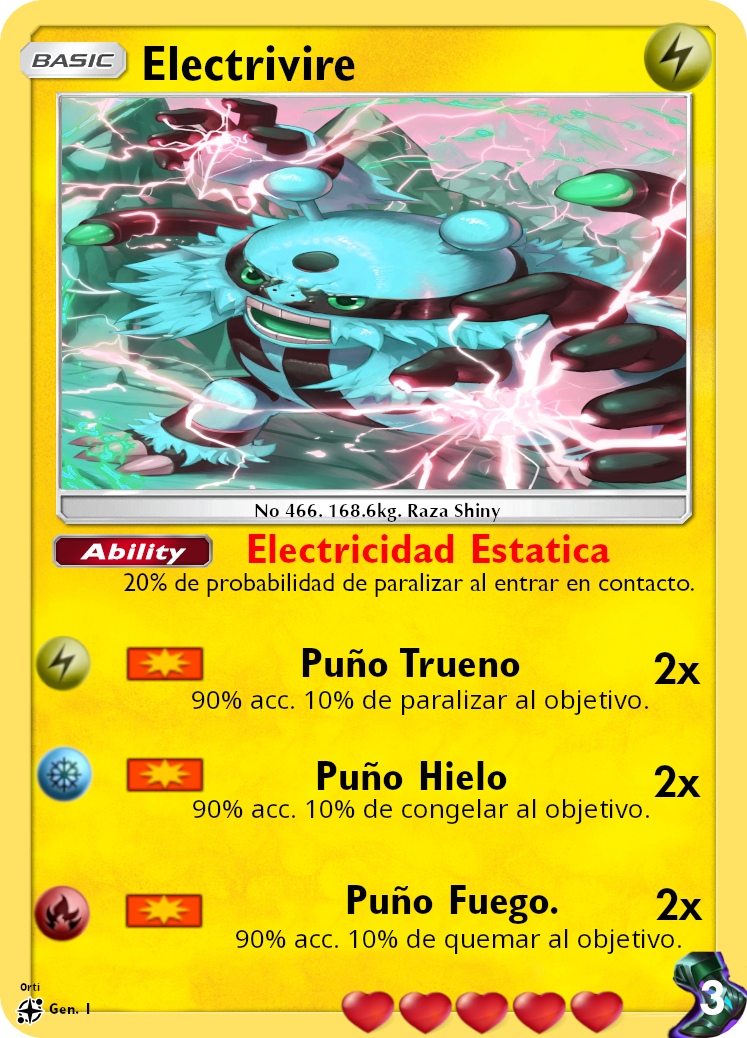 BASIC Electrivire
No 466. 168.6kg. Raza Shiny
Ability Electricidad Estatica
20% de probabilidad de paralizar al entrar en contacto.
Puño Trueno 2x
90% acc. 10% de paralizar al objetivo.
Puño Hielo 2x
90% acc. 10% de congelar al objetivo.
Puño Fuego. 2x
90% acc. 10% de quemar al objetivo.
Orti
Gen. I
3